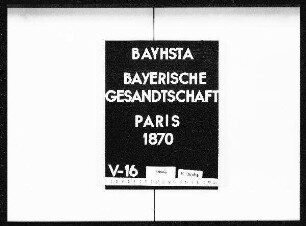 BAYHSTA
BAYERISCHE
GESANDTSCHAFT
PARIS
1870
V-16